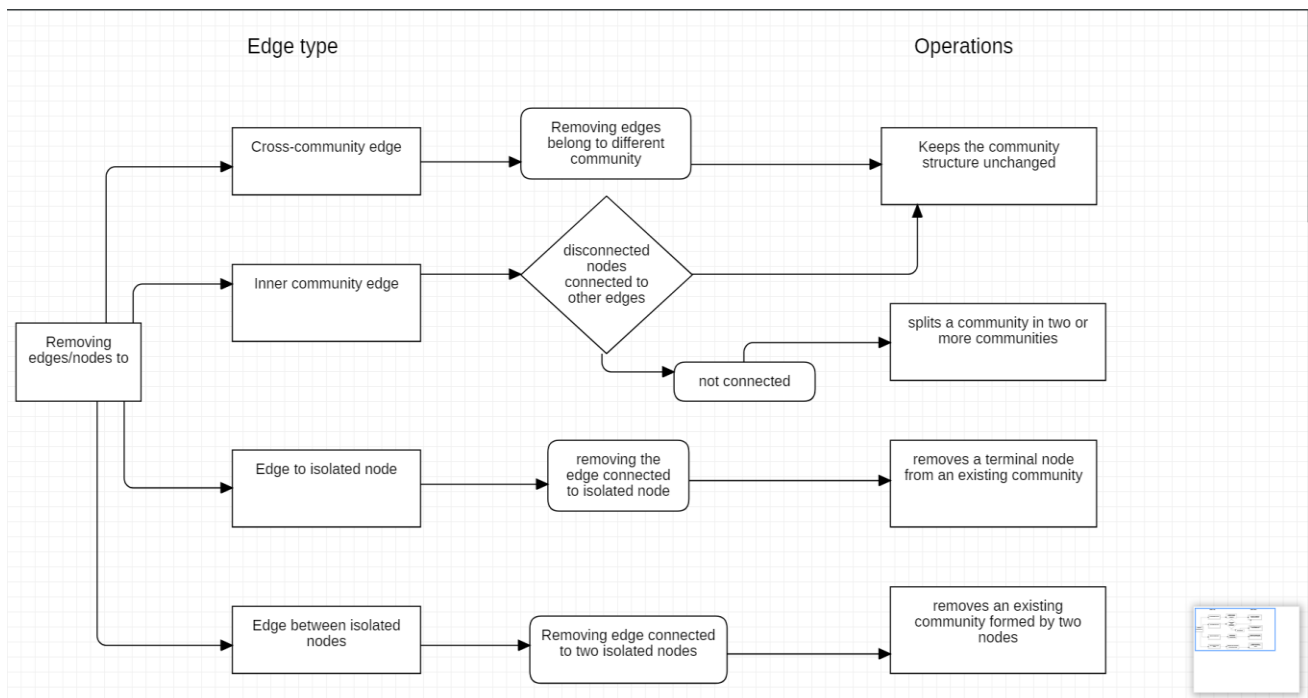 Edge type
Operations
Cross-community edge
Removing edges
belong to different
community
Keeps the community
structure unchanged
Inner community edge
disconnected
nodes
connected to
other edges
Removing
edges/nodes to
splits a community in two or
more communities
not connected
Edge to isolated node
removing the
edge connected
to isolated node
removes a terminal node
from an existing community
Edge between isolated
nodes
Removing edge connected
to two isolated nodes
removes an existing
community formed by two
nodes